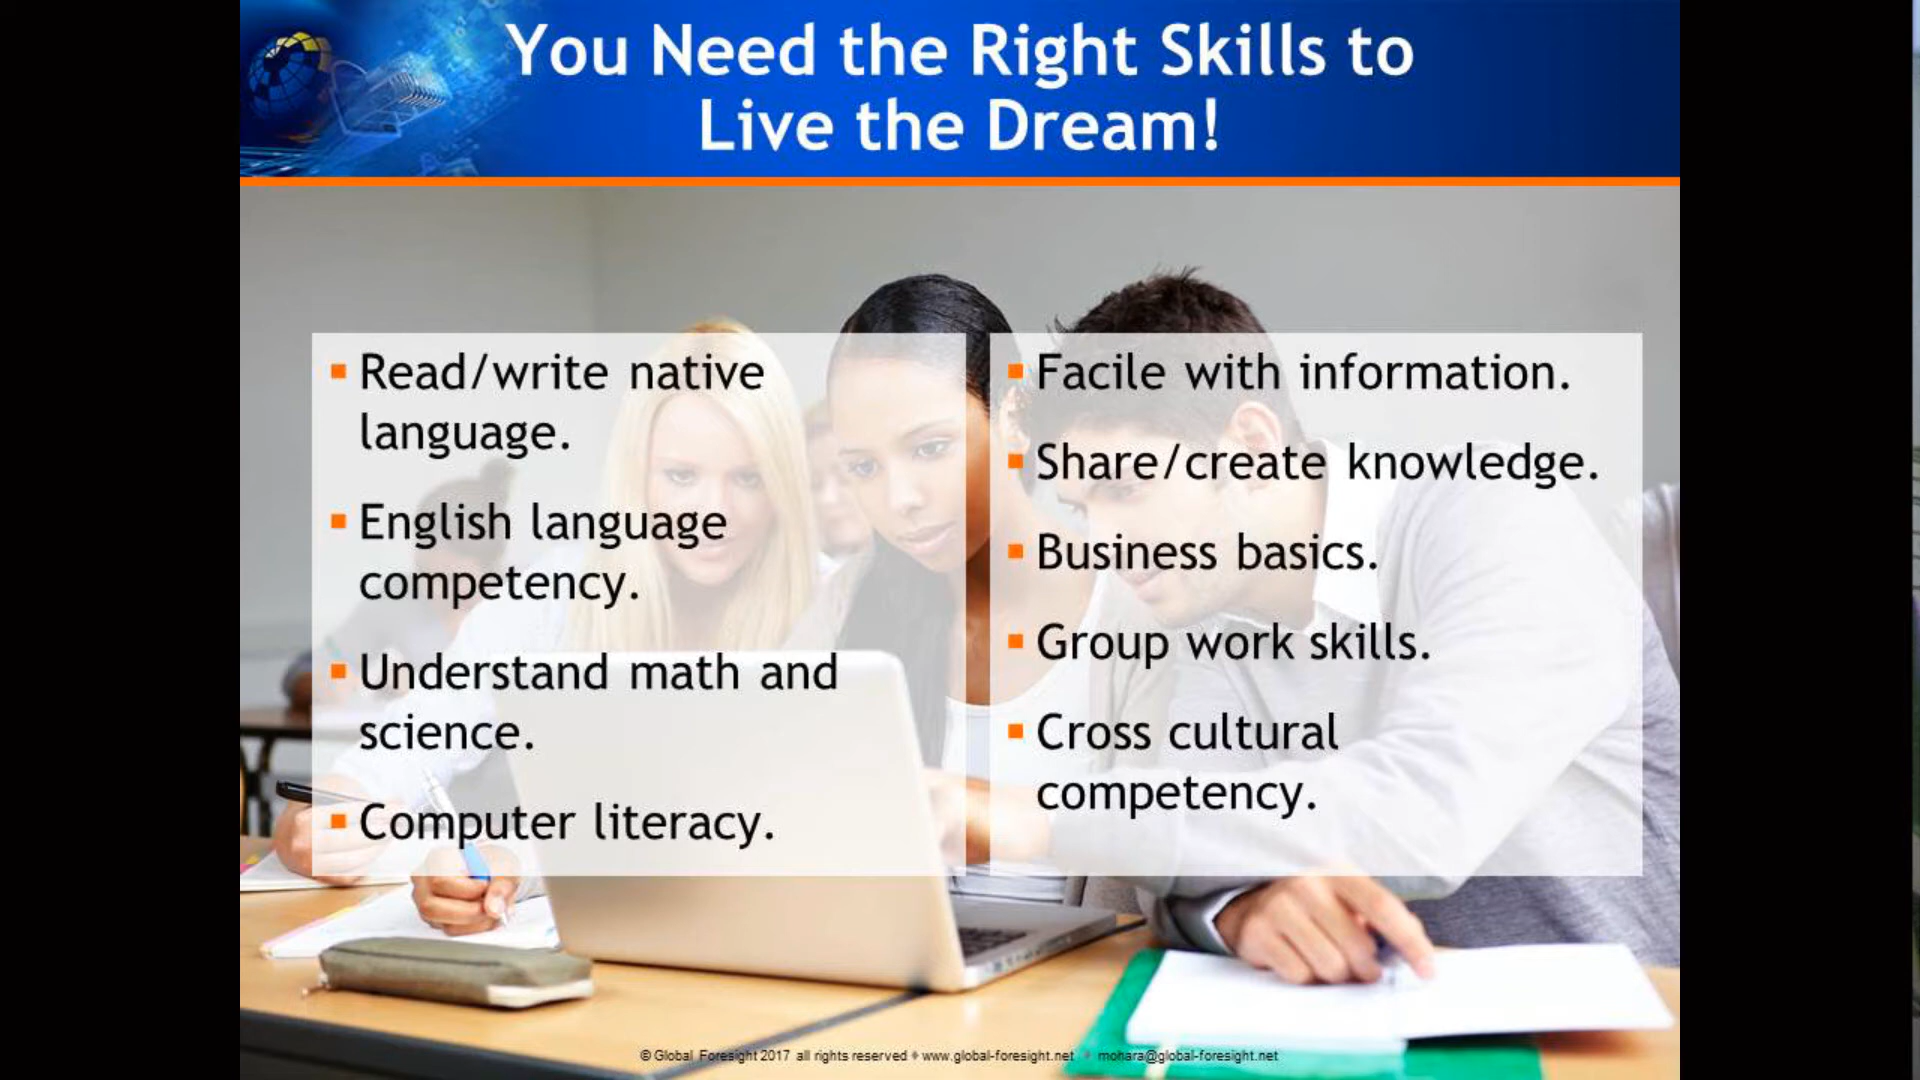 You Need the Right Skills to
Live the Dream!
Read/write native
language.
English language
competency.
Understand math and
science.
Computer literacy.
Facile with information.
Share/create knowledge.
Business basics.
Group work skills.
Cross cultural
competency.
© Global Foresight 2017 all rights reserved ♦ www.global-foresight.net ♦ mohara@global-foresight.net